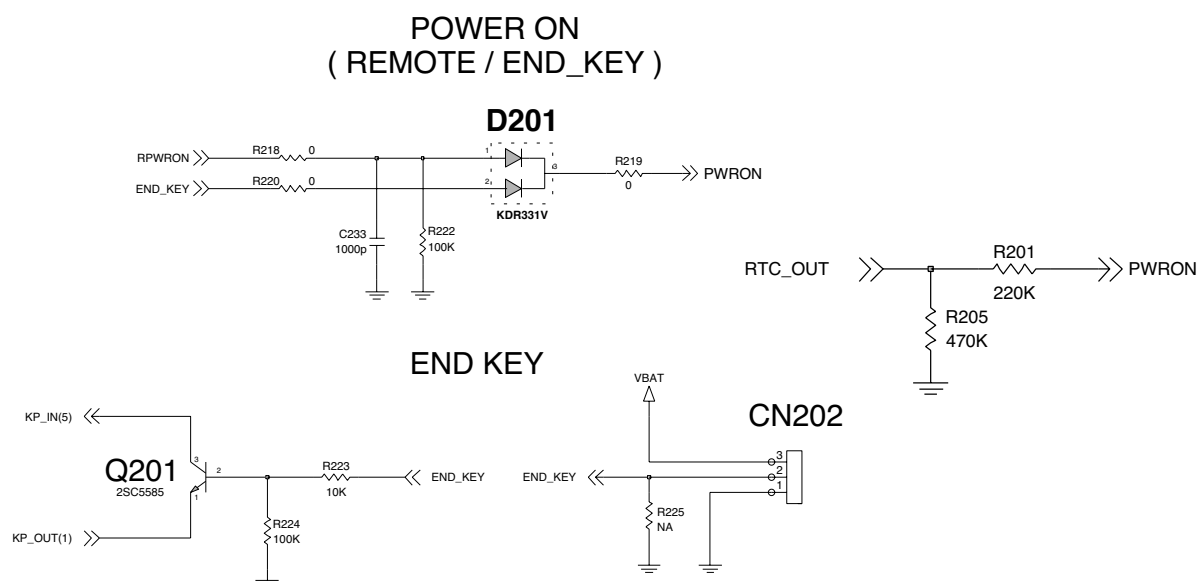 POWER ON
( REMOTE / END_KEY )
D201
RPWRON
R218
0
1
3
R219
0
PWRON
END_KEY
R220
0
2
KDR331V
C233
1000p
R222
100K
RTC_OUT
R201
220K
PWRON
R205
470K
END KEY
KP_IN(5)
Q201
2SC5585
3
2
1
R223
10K
END_KEY
R224
100K
KP_OUT(1)
VBAT
CN202
END_KEY
3
2
1
R225
NA